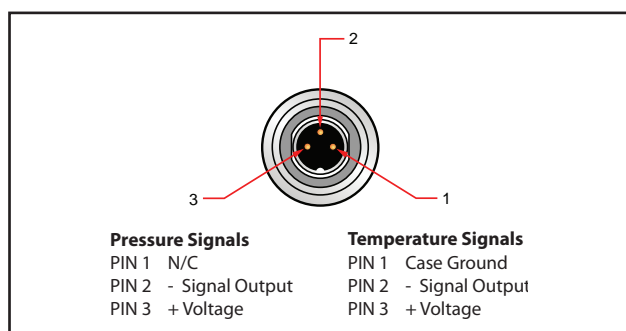 2
3
1
Pressure Signals
PIN 1 N/C
PIN 2 - Signal Output
PIN 3 + Voltage
Temperature Signals
PIN 1 Case Ground
PIN 2 - Signal Output
PIN 3 + Voltage